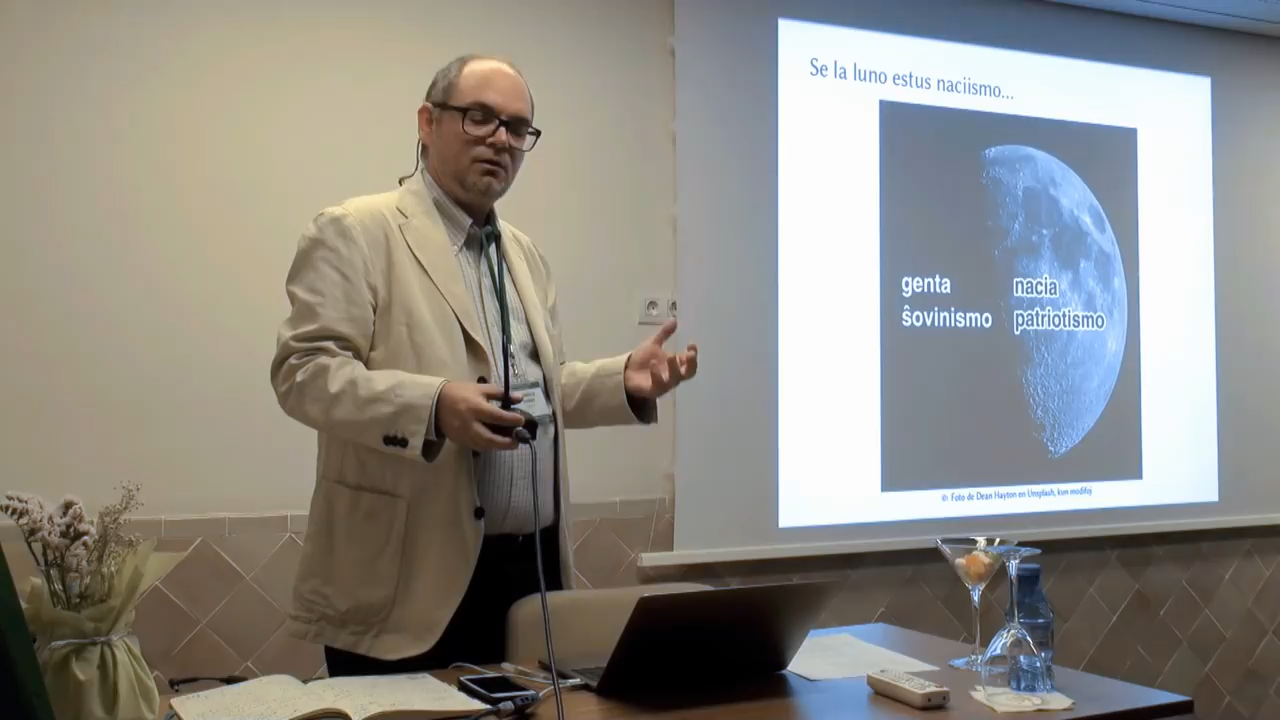 Se la luno estus naciismo...
genta
ŝovinismo
nacia
patriotismo
Foto de Dean Hayton en Unsplash, kun modifoj